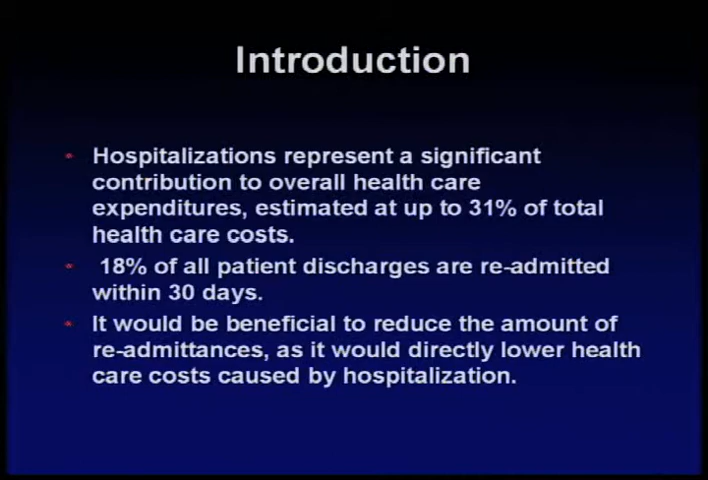 Introduction
Hospitalizations represent a significant
contribution to overall health care
expenditures, estimated at up to 31% of total
health care costs.
18% of all patient discharges are re-admitted
within 30 days.
It would be beneficial to reduce the amount of
re-admittances, as it would directly lower health
care costs caused by hospitalization.